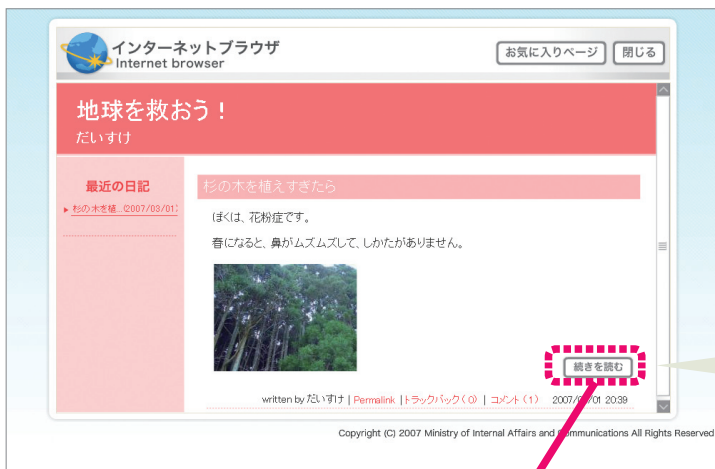 インターネットブラウザ
Internet browser
お気に入りページ
閉じる
地球を救おう！
だいすけ
最近の日記
杉の木を植...(2007/03/01)
杉の木を植えすぎたら
ぼくは、花粉症です。
春になると、鼻がムズムズして、しかたがありません。
続きを読む
written by だいすけ | Permalink | トラックバック( 0) | コメント (1) 20:39
Copyright (C) 2007 Ministry of Internal Affairs and Communications All Rights Reserved